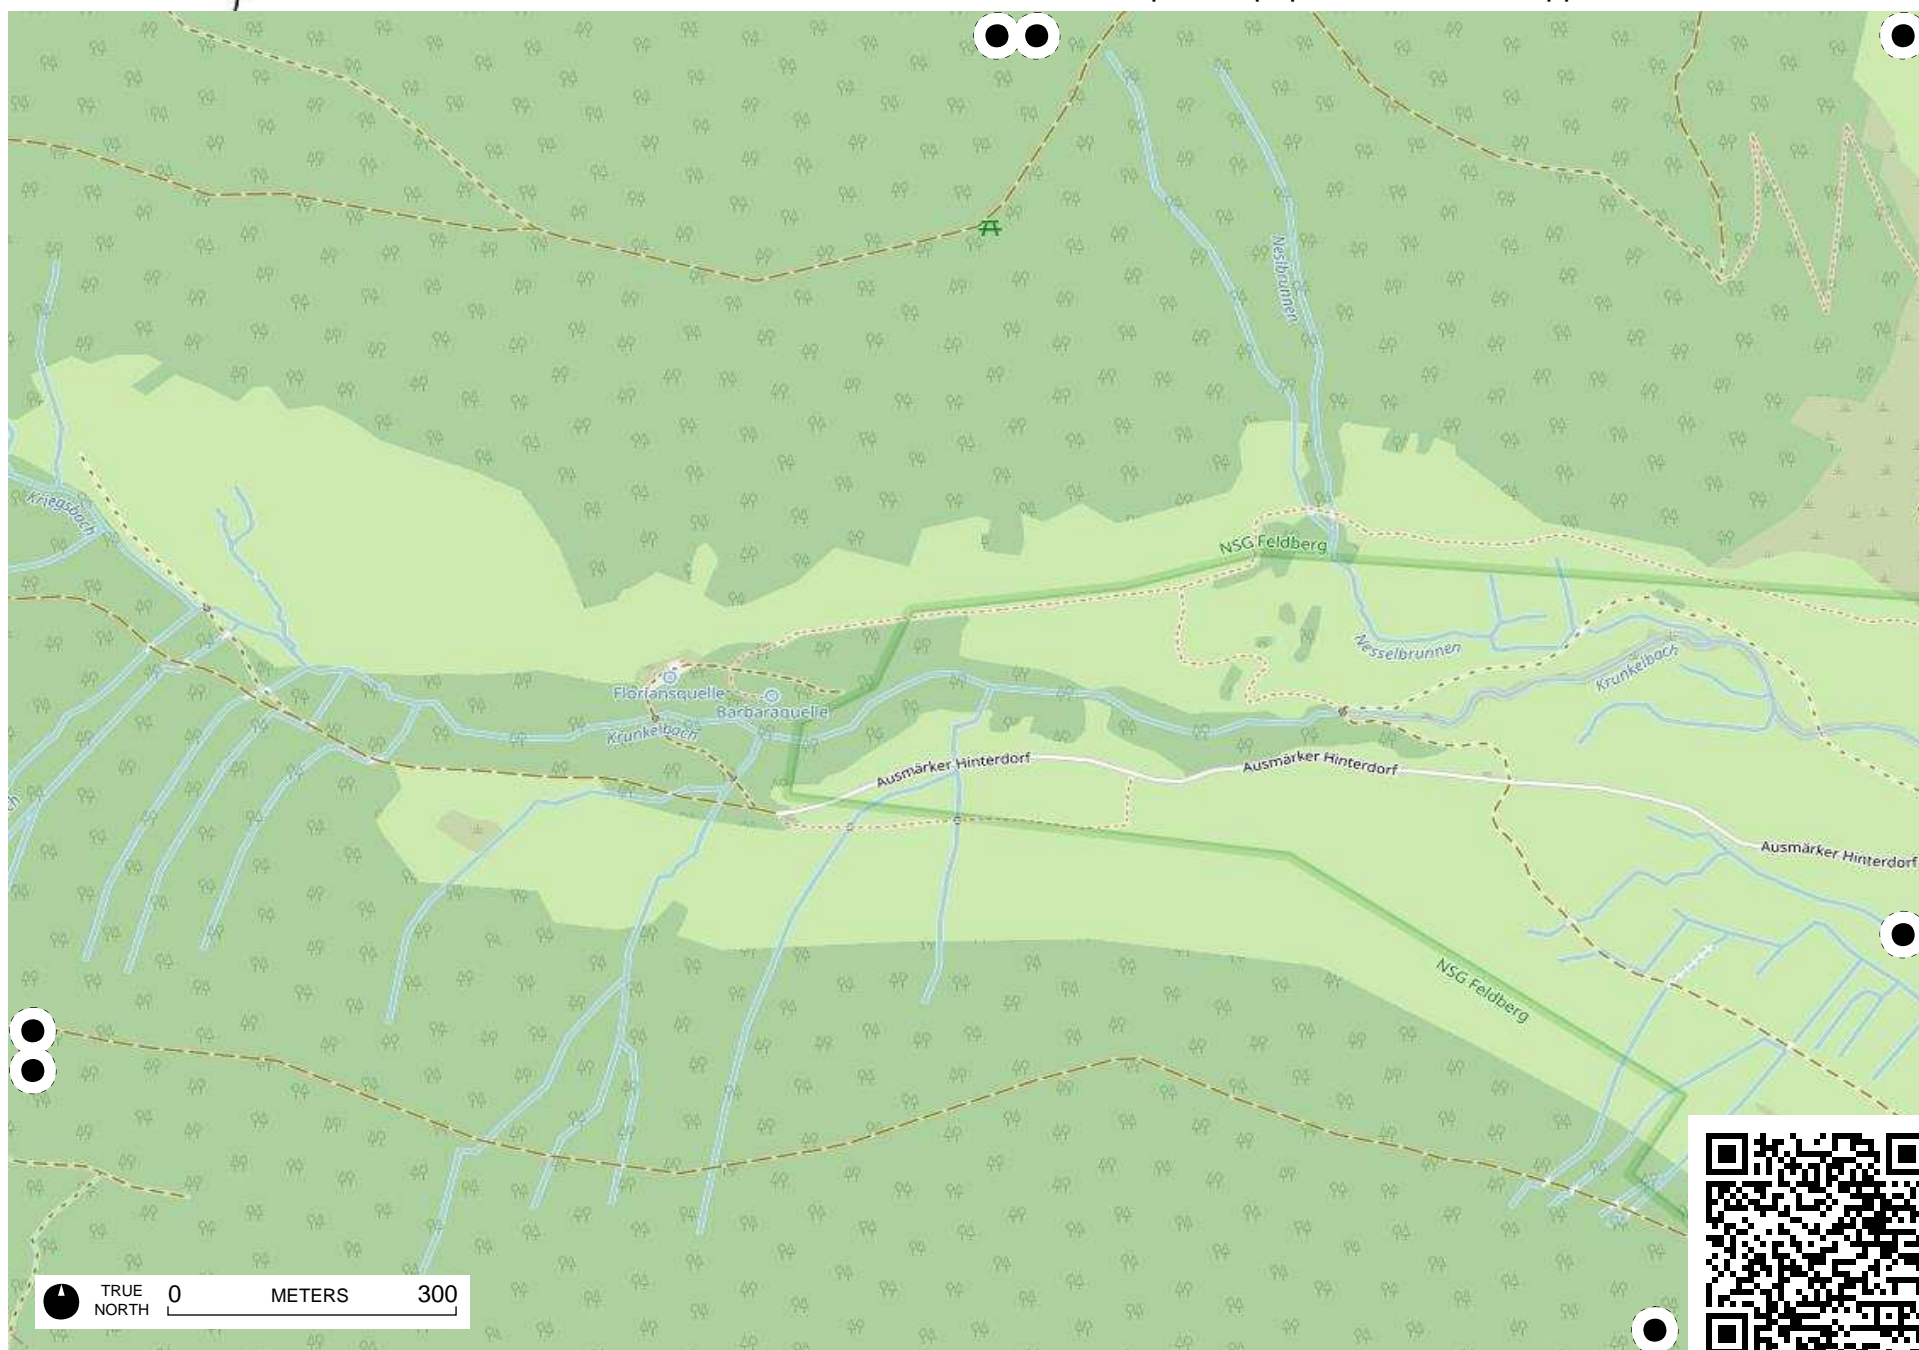 Neslbrunnen
Kriegsbach
NSG Feldberg
Nesselbrunnen
Krunkelbach
Floriansquelle
Barbaraquelle
Krunkelbach
Ausmärker Hinterdorf
Ausmärker Hinterdorf
Ausmärker Hinterdorf
NSG Feldberg
TRUE NORTH
0 METERS 300